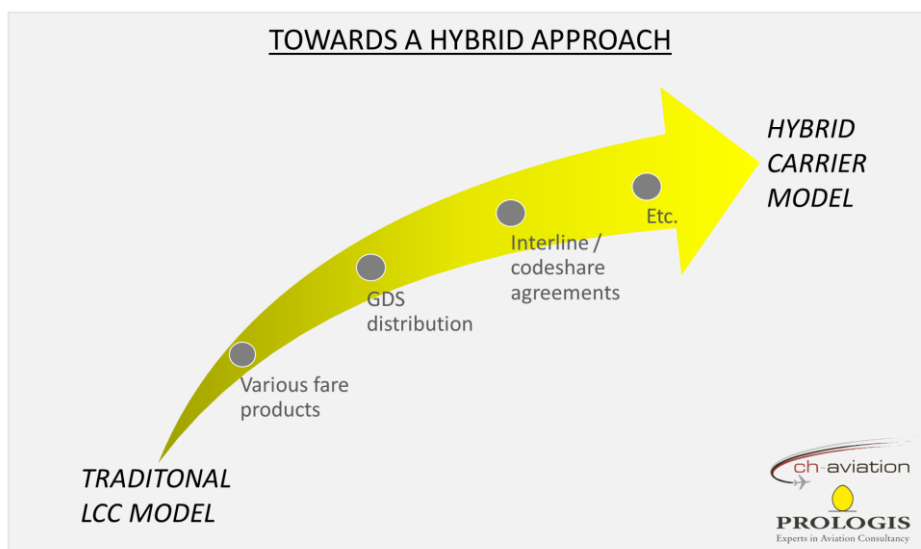 TOWARDS A HYBRID APPROACH
HYBRID
CARRIER
MODEL
Etc.
Interline /
codeshare
agreements
GDS
distribution
Various fare
products
TRADITONAL
LCC MODEL
ch-aviation
PROLOGIS
Experts in Aviation Consultancy